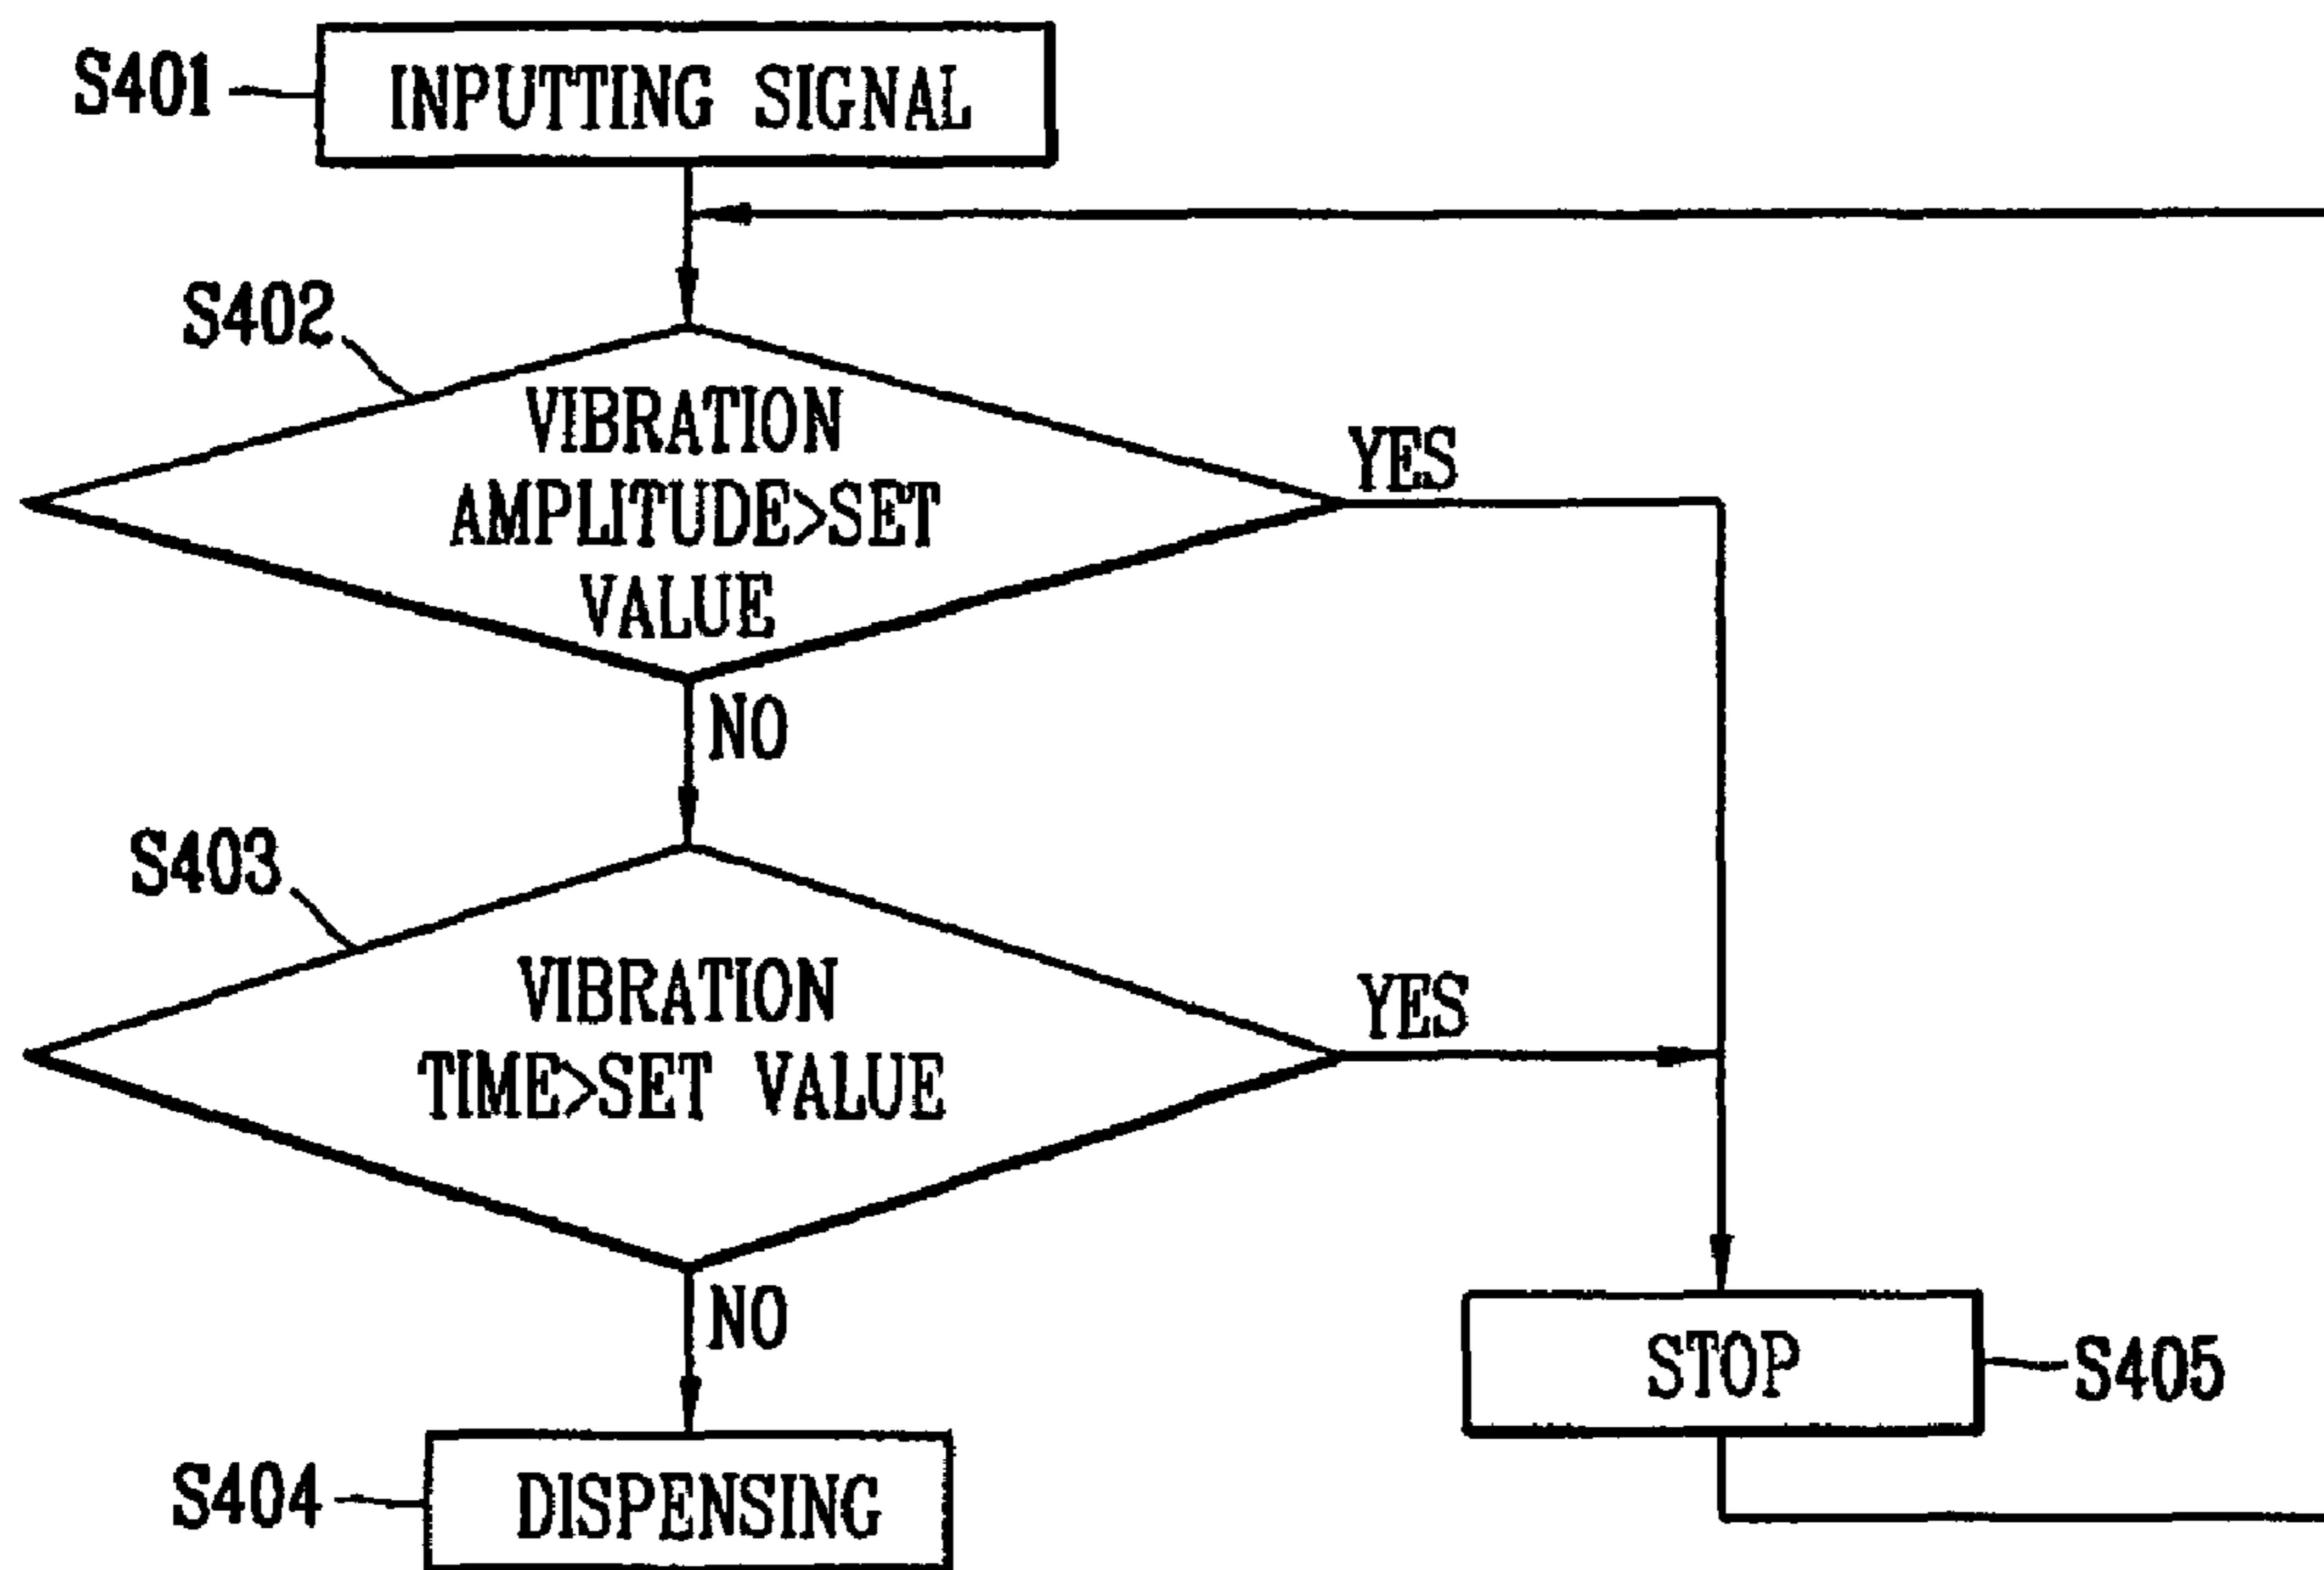 S401
INPUTTING SIGNAL
S402
VIBRATION
AMPLITUDE>SET
VALUE
YES
NO
S403
VIBRATION
TIME>SET VALUE
YES
NO
STOP
S405
S404
DISPENSING